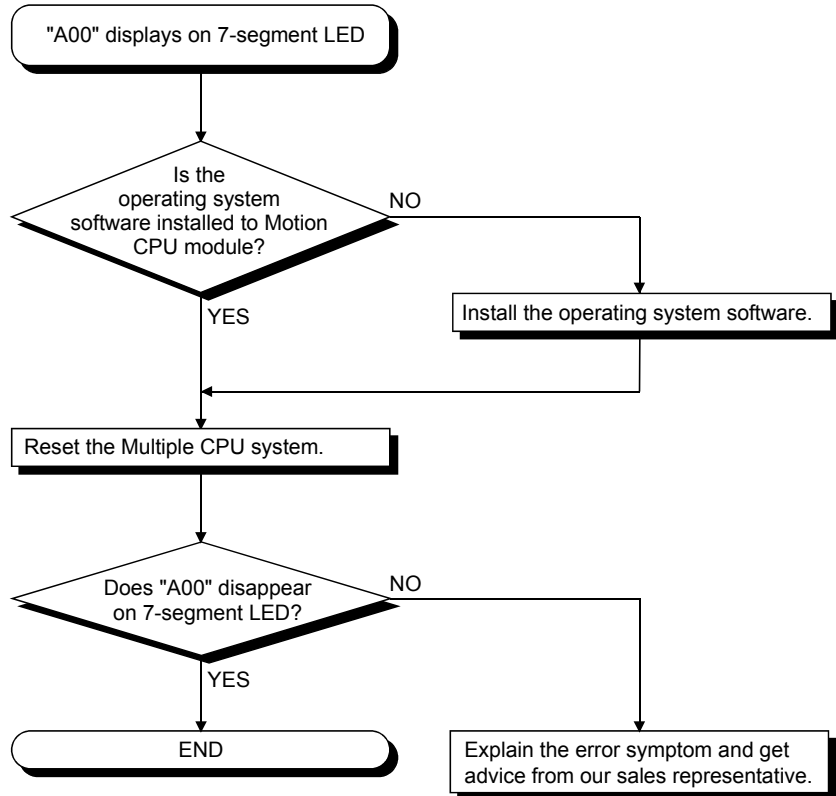 "A00" displays on 7-segment LED
Is the
operating system
software installed to Motion
CPU module?
NO
YES
Install the operating system software.
Reset the Multiple CPU system.
Does "A00" disappear
on 7-segment LED?
NO
YES
END
Explain the error symptom and get
advice from our sales representative.